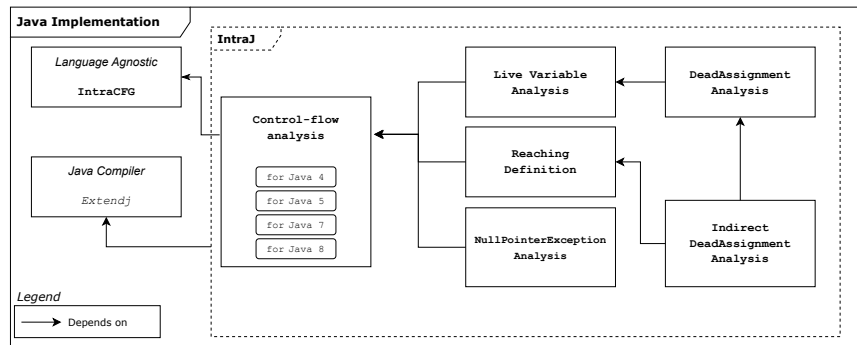 Java Implementation
IntraJ
Language Agnostic
IntraCFG
Java Compiler
Extendj
Control-flow
analysis
for Java 4
for Java 5
for Java 7
for Java 8
Live Variable
Analysis
DeadAssignment
Analysis
Reaching
Definition
NullPointerException
Analysis
Indirect
DeadAssignment
Analysis
Legend
Depends on